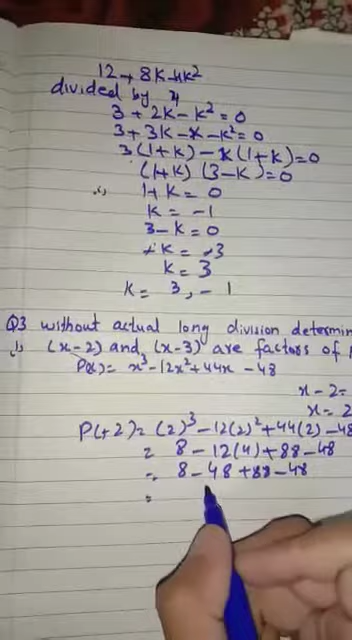 12 + 8k - 4k²
divided by 4
3 + 2k - k² = 0
3 + 3k - k - k² = 0
3(1+k) - k(1+k) = 0
(1+k) (3-k) = 0
1+k = 0
k = -1
3-k = 0
-k = -3
k = 3
k = 3, -1
Q3 without actual long division determin
(x-2) and (x-3) are factors of
P(x) = x³ - 12x² + 44x - 48
x - 2 =
x = 2
P(+2) = (2)³ - 12(2)² + 44(2) - 48
= 8 - 12(4) + 88 - 48
= 8 - 48 + 88 - 48
=